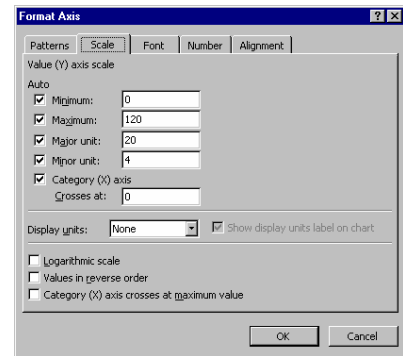 Format Axis
Patterns Scale Font Number Alignment
Value (Y) axis scale
Auto
Minimum: 0
Maximum: 120
Major unit: 20
Minor unit: 4
Category (X) axis
Crosses at: 0
Display units: None Show display units label on chart
Logarithmic scale
Values in reverse order
Category (X) axis crosses at maximum value
OK Cancel